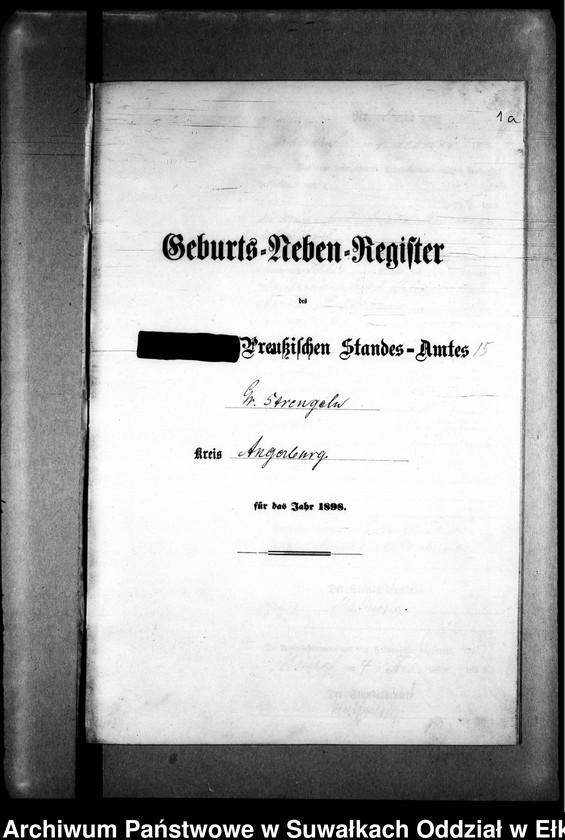 1a
Geburts-Neben-Register
des
Preußischen Standes-Amtes 15
Gr. Strengeln
Kreis Angerburg.
für das Jahr 1898.
Archiwum Państwowe w Suwałkach Oddział w Ełk